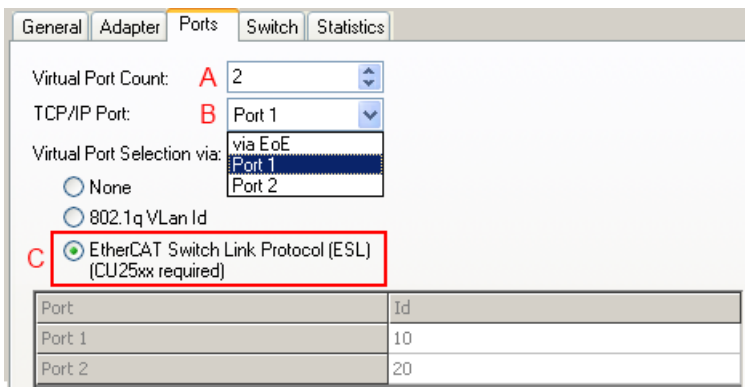 General Adapter Ports Switch Statistics
Virtual Port Count: A 2
TCP/IP Port: B Port 1
via EoE
Virtual Port Selection via: Port 1
None Port 2
802.1q VLan Id
C EtherCAT Switch Link Protocol (ESL)
(CU25xx required)
Port Id
Port 1 10
Port 2 20